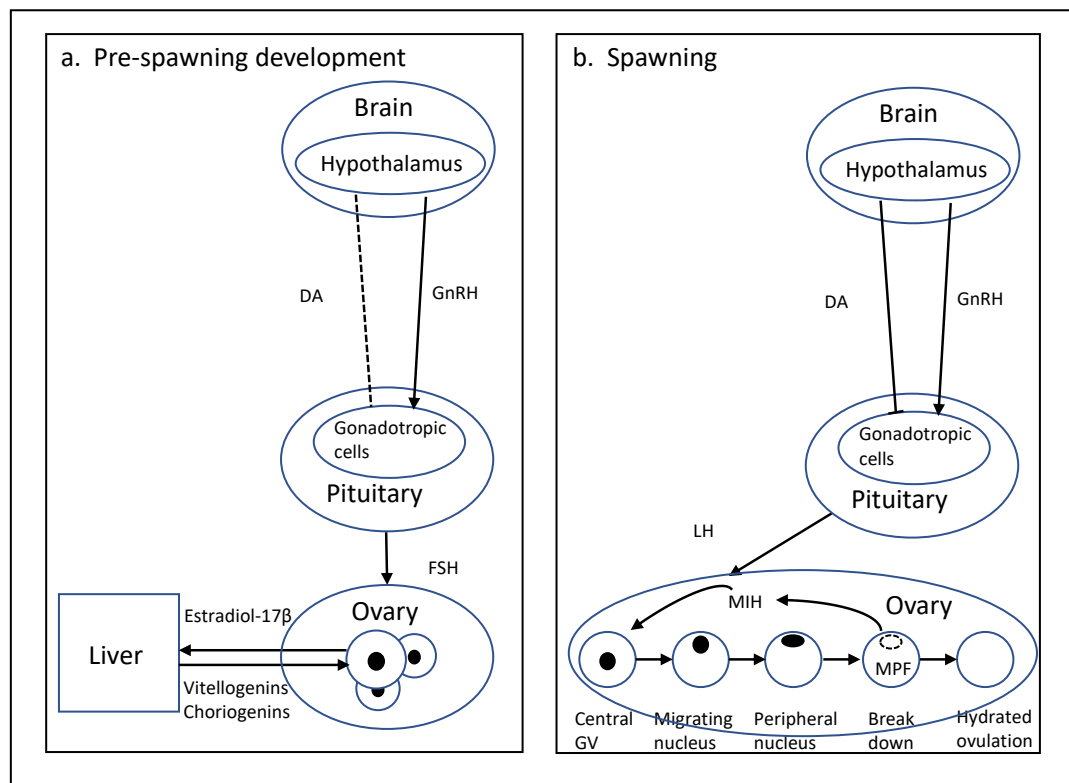 a. Pre-spawning development
Brain
Hypothalamus
DA
GnRH
Gonadotropic
cells
Pituitary
FSH
Ovary
Estradiol-17β
Liver
Vitellogenins
Choriogenins
b. Spawning
Brain
Hypothalamus
DA
GnRH
Gonadotropic
cells
Pituitary
LH
MIH
Ovary
MPF
Central
GV
Migrating
nucleus
Peripheral
nucleus
Break
down
Hydrated
ovulation